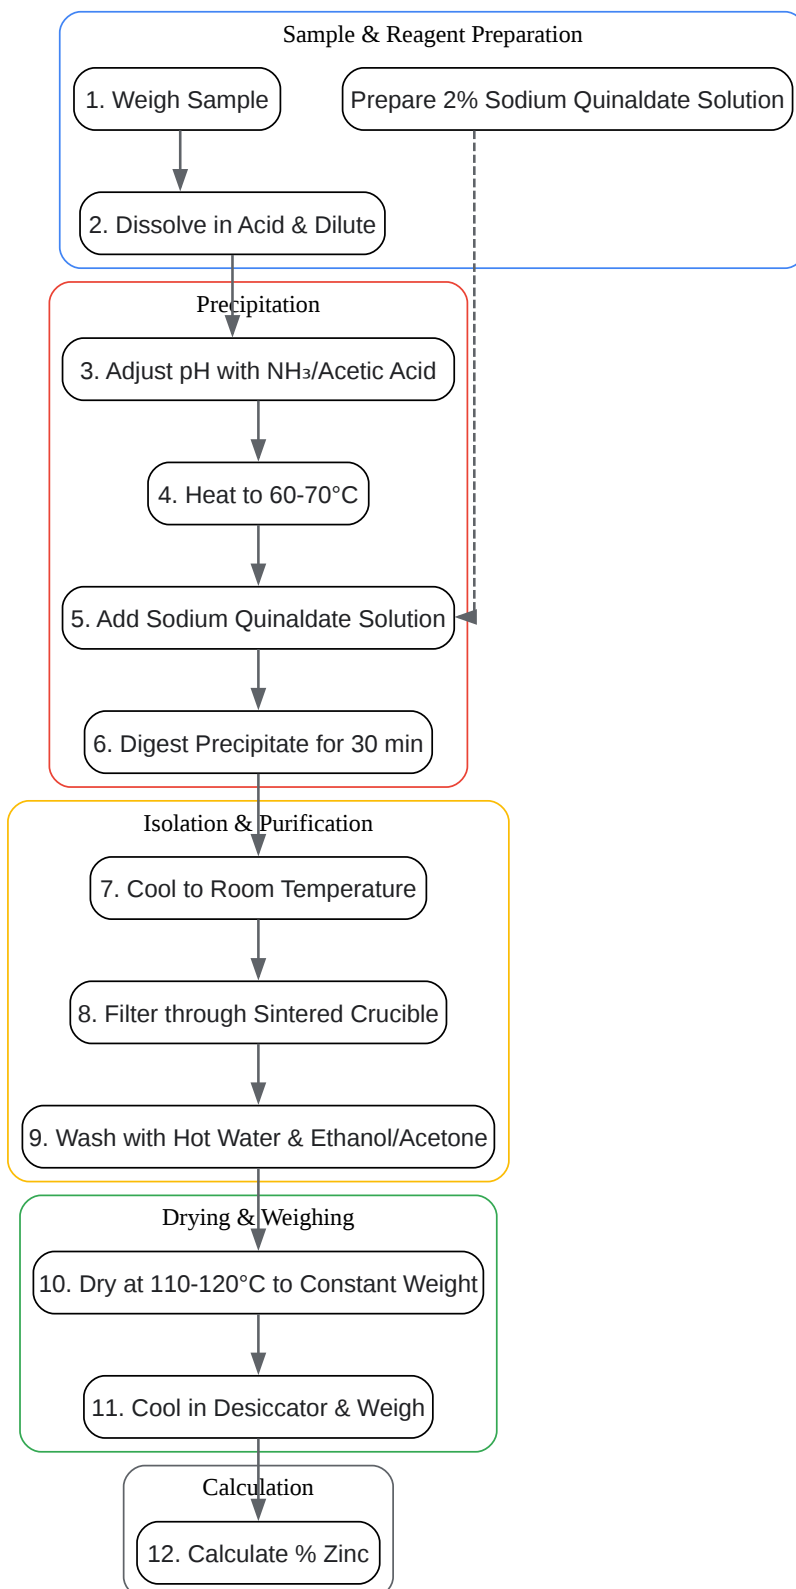 Sample & Reagent Preparation
1. Weigh Sample
Prepare 2% Sodium Quinaldate Solution
2. Dissolve in Acid & Dilute
Precipitation
3. Adjust pH with NH₃/Acetic Acid
4. Heat to 60-70°C
5. Add Sodium Quinaldate Solution
6. Digest Precipitate for 30 min
Isolation & Purification
7. Cool to Room Temperature
8. Filter through Sintered Crucible
9. Wash with Hot Water & Ethanol/Acetone
Drying & Weighing
10. Dry at 110-120°C to Constant Weight
11. Cool in Desiccator & Weigh
Calculation
12. Calculate % Zinc